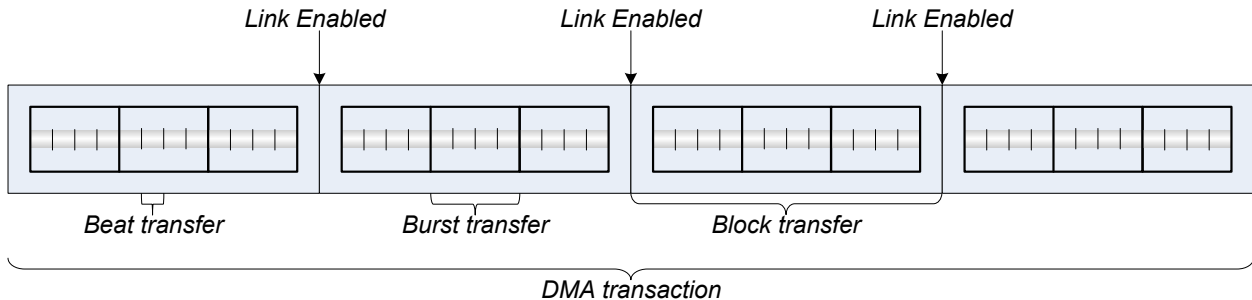 Link Enabled
Link Enabled
Link Enabled
Beat transfer
Burst transfer
Block transfer
DMA transaction